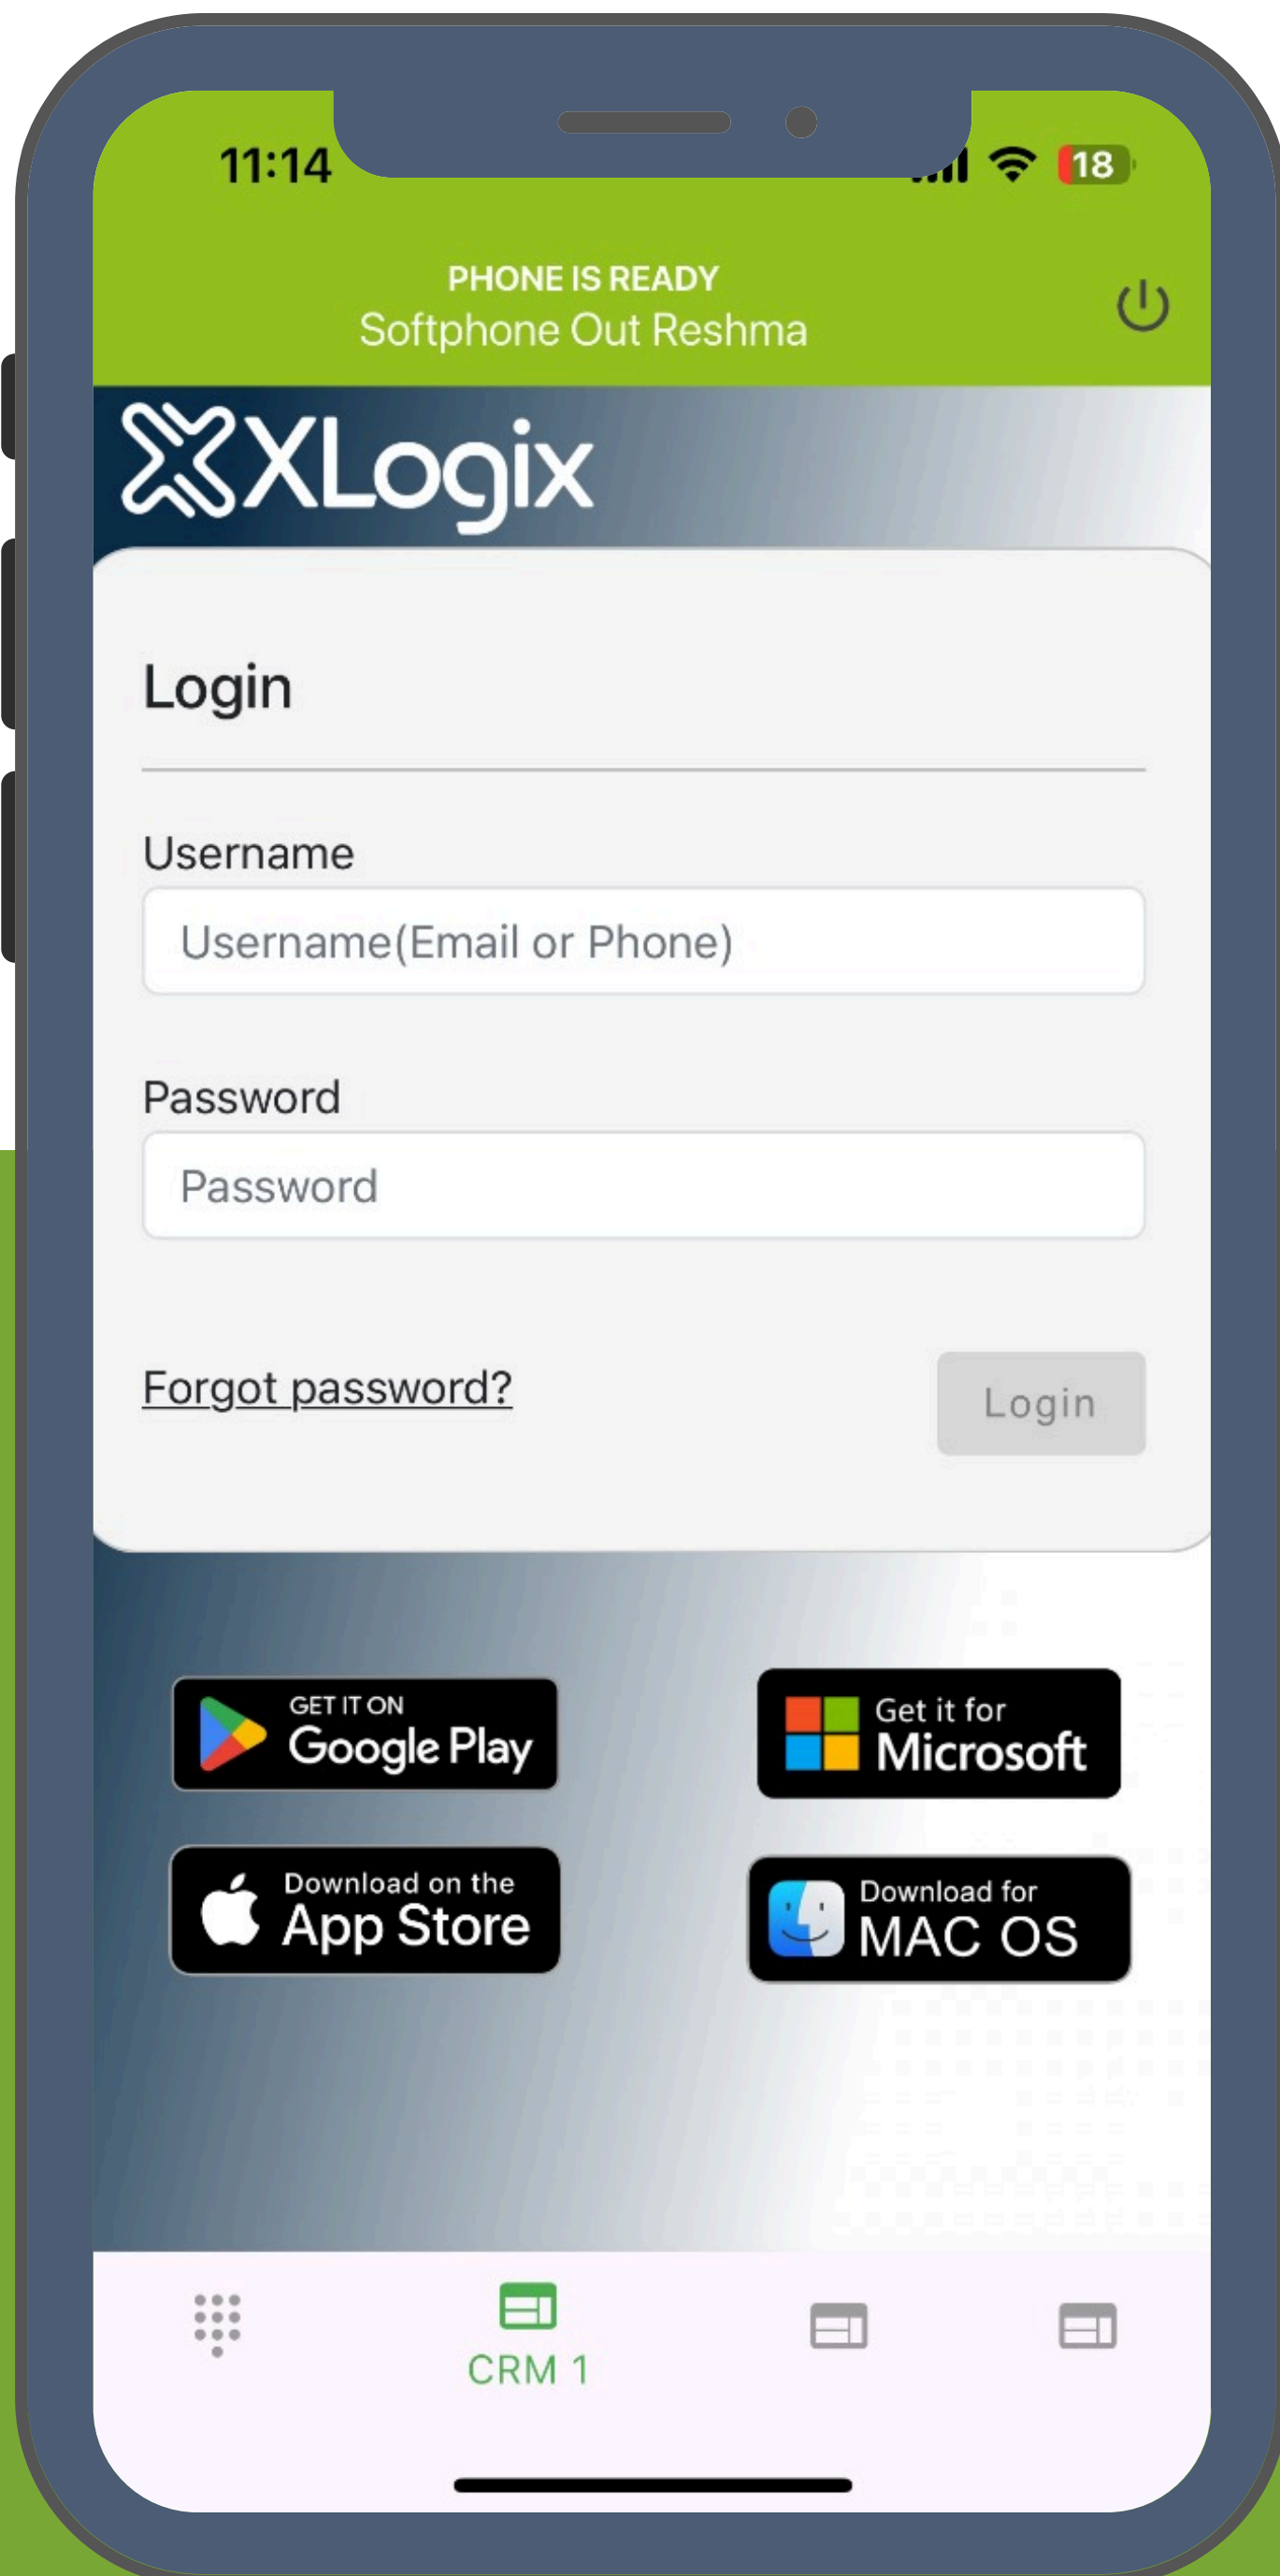 11:14
18
PHONE IS READY
Softphone Out Reshma
XLogix
Login
Username
Username(Email or Phone)
Password
Password
Forgot password?
Login
GET IT ON
Google Play
Get it for
Microsoft
Download on the
App Store
Download for
MAC OS
CRM 1